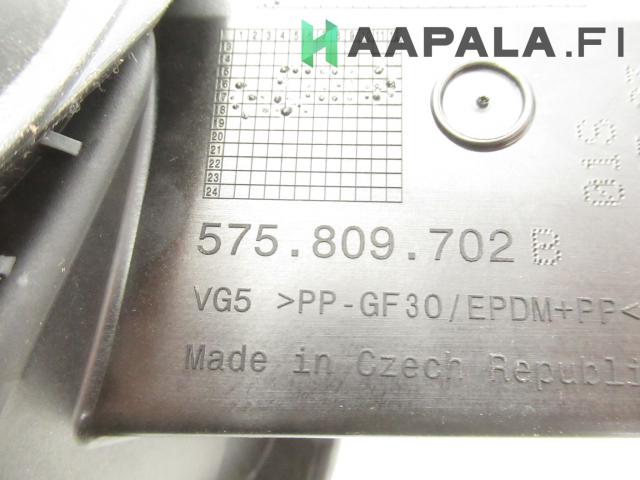 HAAPALA.FI
575.809.702 B
VG5 >PP-GF30/EPDM+PP<
Made in Czech Republi